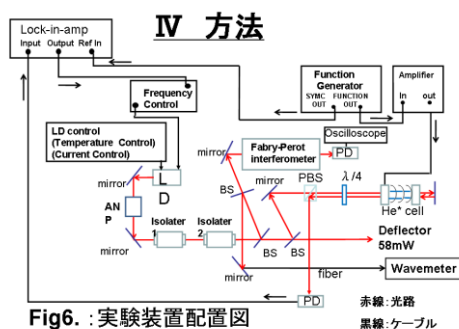 Ⅳ 方法
Lock-in-amp
Input Output Ref In
Frequency
Control
Function
Generator
SYMC FUNCTION
OUT OUT
Amplifier
In out
Oscilloscope
LD control
(Temperature Control)
(Current Control)
Fabry-Perot
interferometer
PD
mirror
mirror
mirror
PBS
λ/4
L
D
AN
P
BS
He* cell
Isolater
1
Isolater
2
mirror
BS
BS
Deflector
58mW
mirror
fiber
Wavemeter
PD
赤線:光路
黒線:ケーブル
Fig6. :実験装置配置図